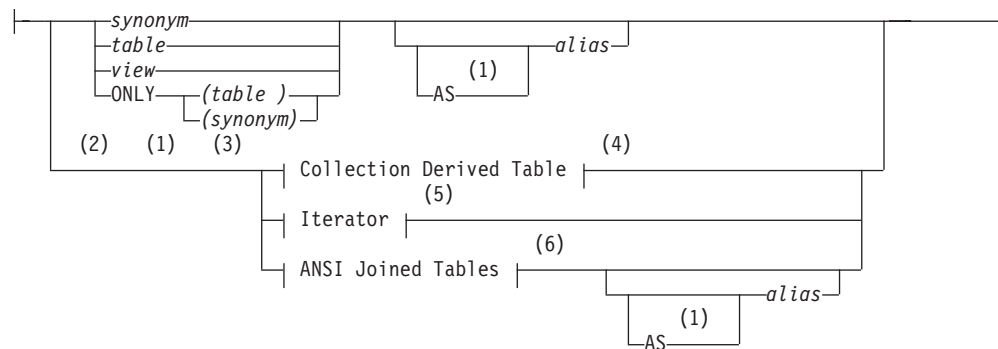 synonym
table
alias
view
(1)
ONLY (table )
AS
(synonym)
(2) (1) (3) (4)
Collection Derived Table
(5)
Iterator
(6)
ANSI Joined Tables
alias
(1)
AS